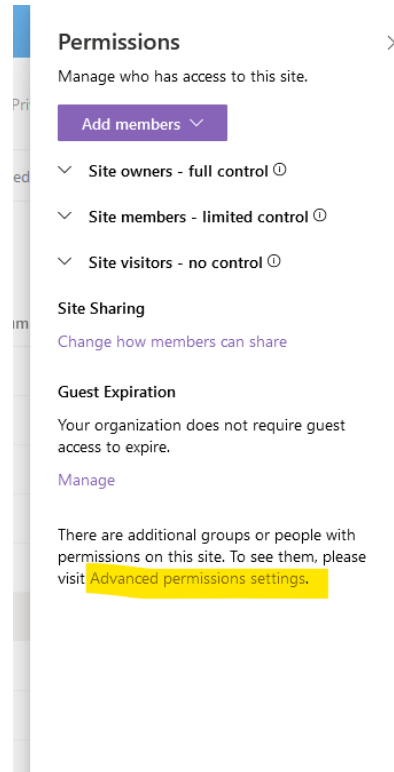 Permissions
Manage who has access to this site.
Pri
Add members
ed
Site owners - full control
Site members - limited control
Site visitors - no control
Site Sharing
um
Change how members can share
Guest Expiration
Your organization does not require guest
access to expire.
Manage
There are additional groups or people with
permissions on this site. To see them, please
visit Advanced permissions settings.